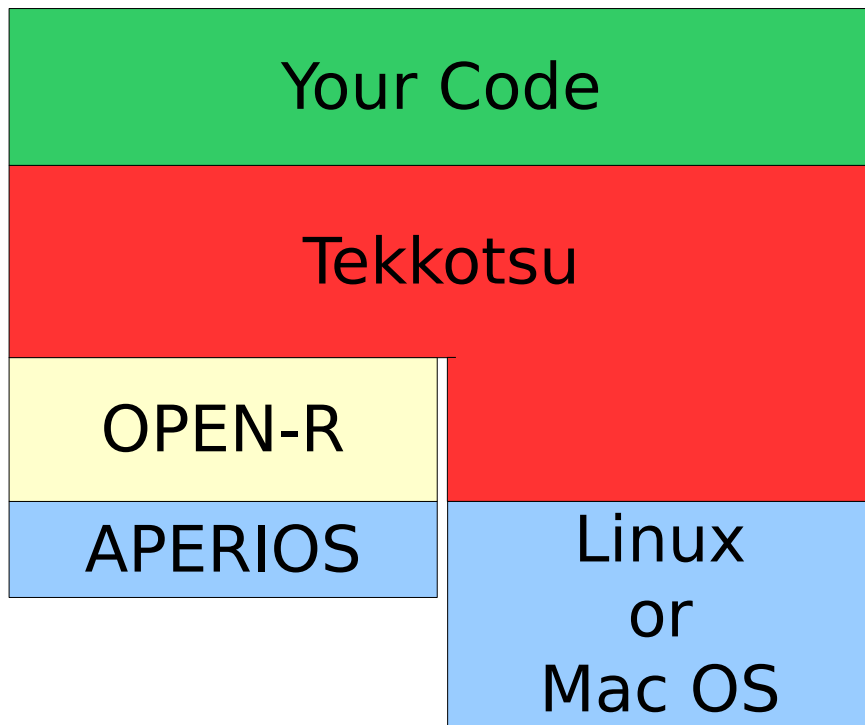 Your Code
Tekkotsu
OPEN-R
APERIOS
Linux
or
Mac OS